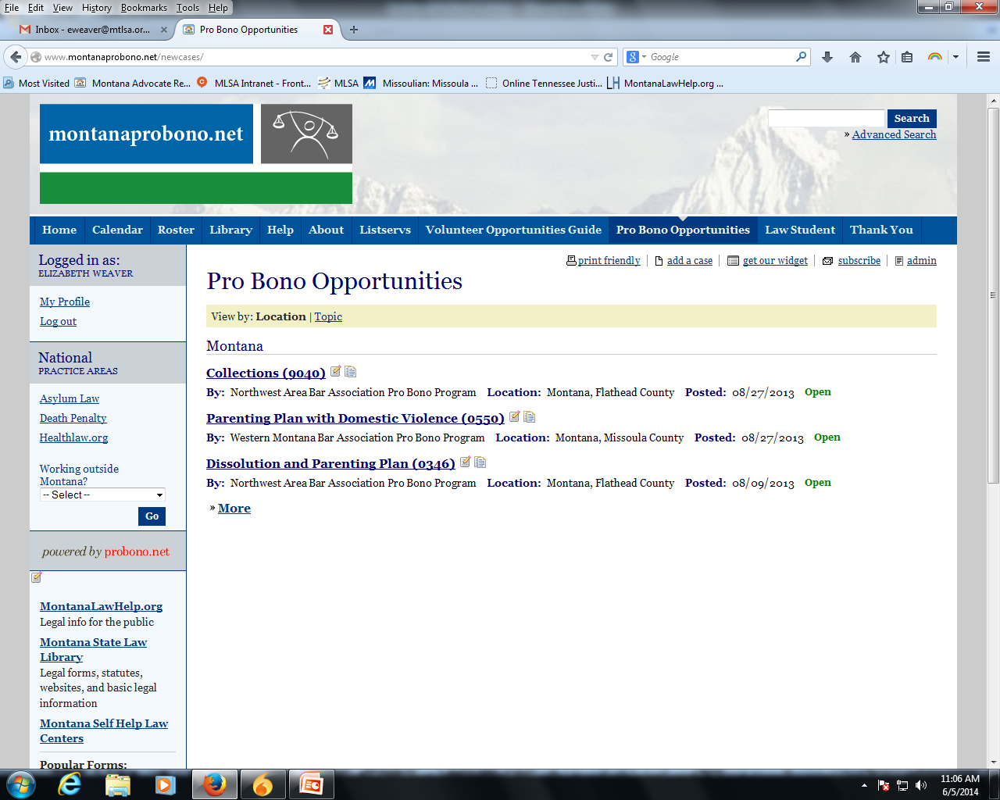 File Edit View History Bookmarks Tools Help
Inbox - eweaver@mtlsa.or... Pro Bono Opportunities
www.montanaprobono.net/newcases/ Google
Most Visited Montana Advocate Re... MLSA Intranet - Front... MLSA Missoulian: Missoula ... Online Tennessee Justi... MontanaLawHelp.org ...
montanaprobono.net
Search
» Advanced Search
Home Calendar Roster Library Help About Listservs Volunteer Opportunities Guide Pro Bono Opportunities Law Student Thank You
Logged in as:
ELIZABETH WEAVER
My Profile
Log out
National
PRACTICE AREAS
Asylum Law
Death Penalty
Healthlaw.org
Working outside
Montana?
-- Select --
Go
powered by probono.net
MontanaLawHelp.org
Legal info for the public
Montana State Law
Library
Legal forms, statutes,
websites, and basic legal
information
Montana Self Help Law
Centers
Popular Forms:
print friendly | add a case | get our widget | subscribe | admin
Pro Bono Opportunities
View by: Location | Topic
Montana
Collections (9040)
By: Northwest Area Bar Association Pro Bono Program Location: Montana, Flathead County Posted: 08/27/2013 Open
Parenting Plan with Domestic Violence (0550)
By: Western Montana Bar Association Pro Bono Program Location: Montana, Missoula County Posted: 08/27/2013 Open
Dissolution and Parenting Plan (0346)
By: Northwest Area Bar Association Pro Bono Program Location: Montana, Flathead County Posted: 08/09/2013 Open
» More
11:06 AM
6/5/2014